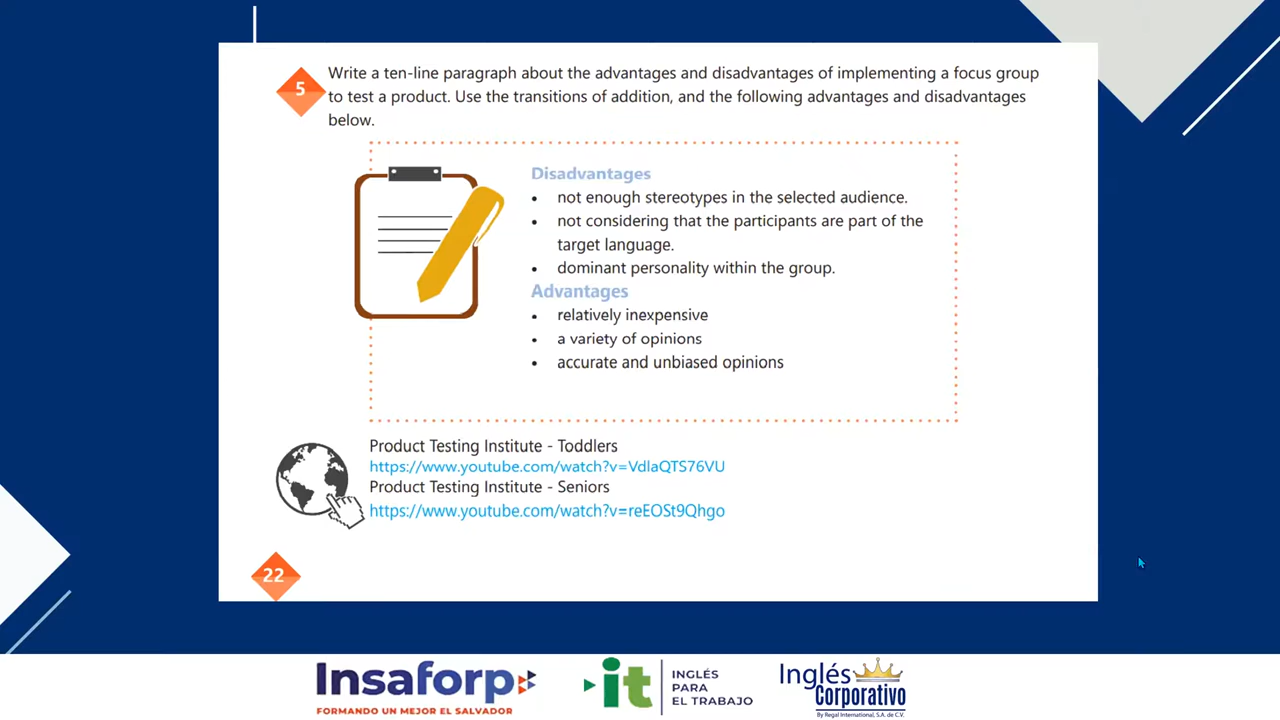 5
Write a ten-line paragraph about the advantages and disadvantages of implementing a focus group
to test a product. Use the transitions of addition, and the following advantages and disadvantages
below.
Disadvantages
• not enough stereotypes in the selected audience.
• not considering that the participants are part of the
target language.
• dominant personality within the group.
Advantages
• relatively inexpensive
• a variety of opinions
• accurate and unbiased opinions
Product Testing Institute - Toddlers
https://www.youtube.com/watch?v=VdlaQTS76VU
Product Testing Institute - Seniors
https://www.youtube.com/watch?v=reEOSt9Qhgo
22
Insaforp
FORMANDO UN MEJOR EL SALVADOR
it
INGLÉS
PARA
EL TRABAJO
Inglés
Corporativo
By Regal International, S.A. de C.V.